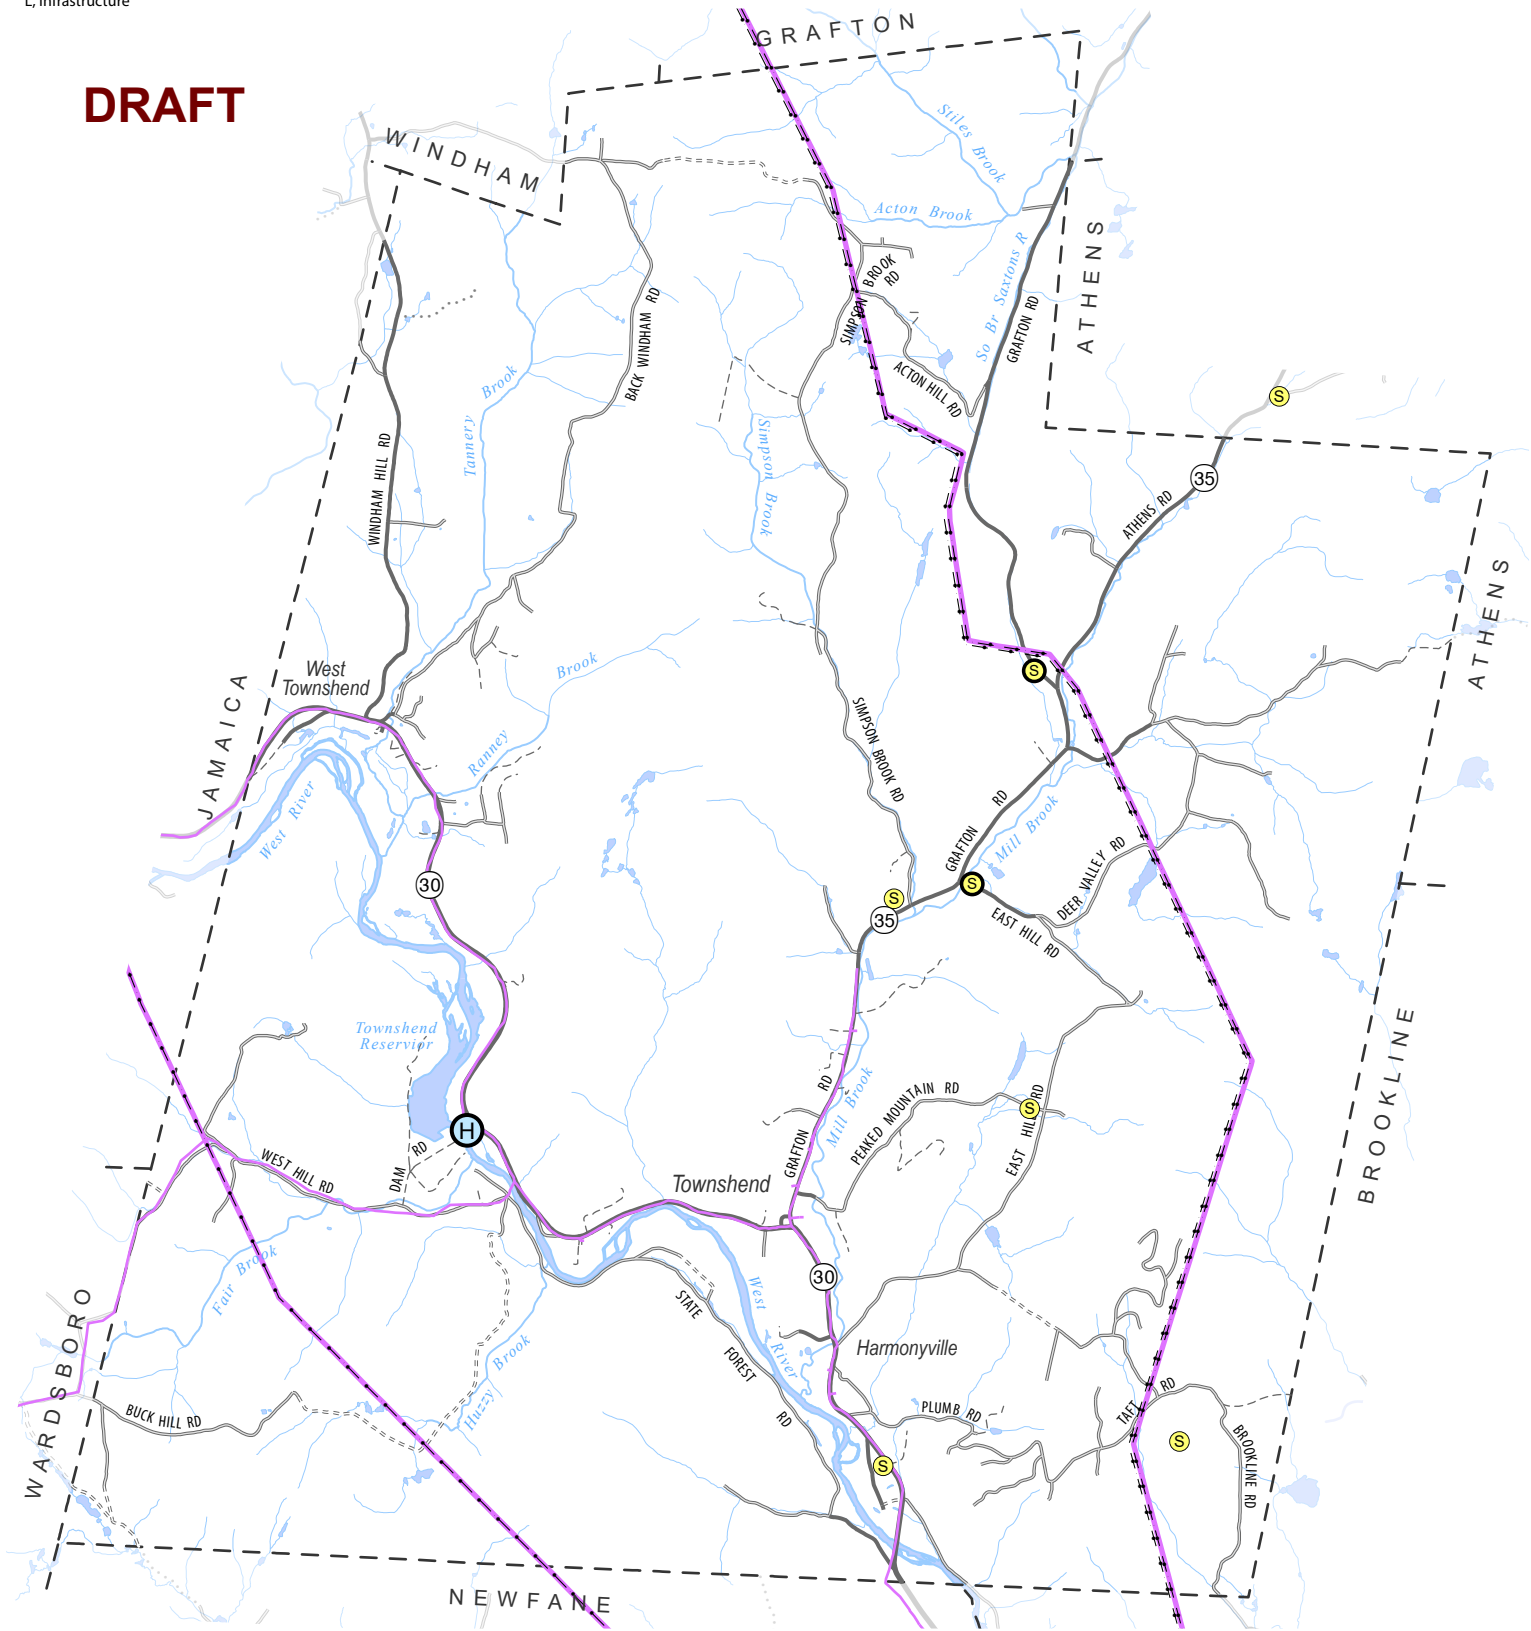 E, Infrastructure
GRAFTON
DRAFT
WINDHAM
Stiles Brook
Acton Brook
ATHENS
So Br Saxtons R
SIMPSON BROOK RD
GRAFTON RD
BACK WINDHAM RD
ACTON HILL RD
Tannery Brook
S
WINDHAM HILL RD
Simpson Brook
35
ATHENS RD
ATHENS
West
Townshend
Brook
S
JAMAICA
SIMPSON BROOK RD
Ranney
West River
GRAFTON RD
Mill Brook
DEER VALLEY RD
30
S
S
35
EAST HILL RD
BROOKLINE
Townshend
Reservior
GRAFTON RD
Mill Brook
PEAKED MOUNTAIN RD
S
EAST HILL RD
H
DAM RD
WEST HILL RD
Townshend
Fair Brook
30
West River
STATE FOREST RD
Harmonyville
WARDSBORO
Huzzy Brook
BUCK HILL RD
PLUMB RD
TAFT RD
S
BROOKLINE RD
S
NEWFANE